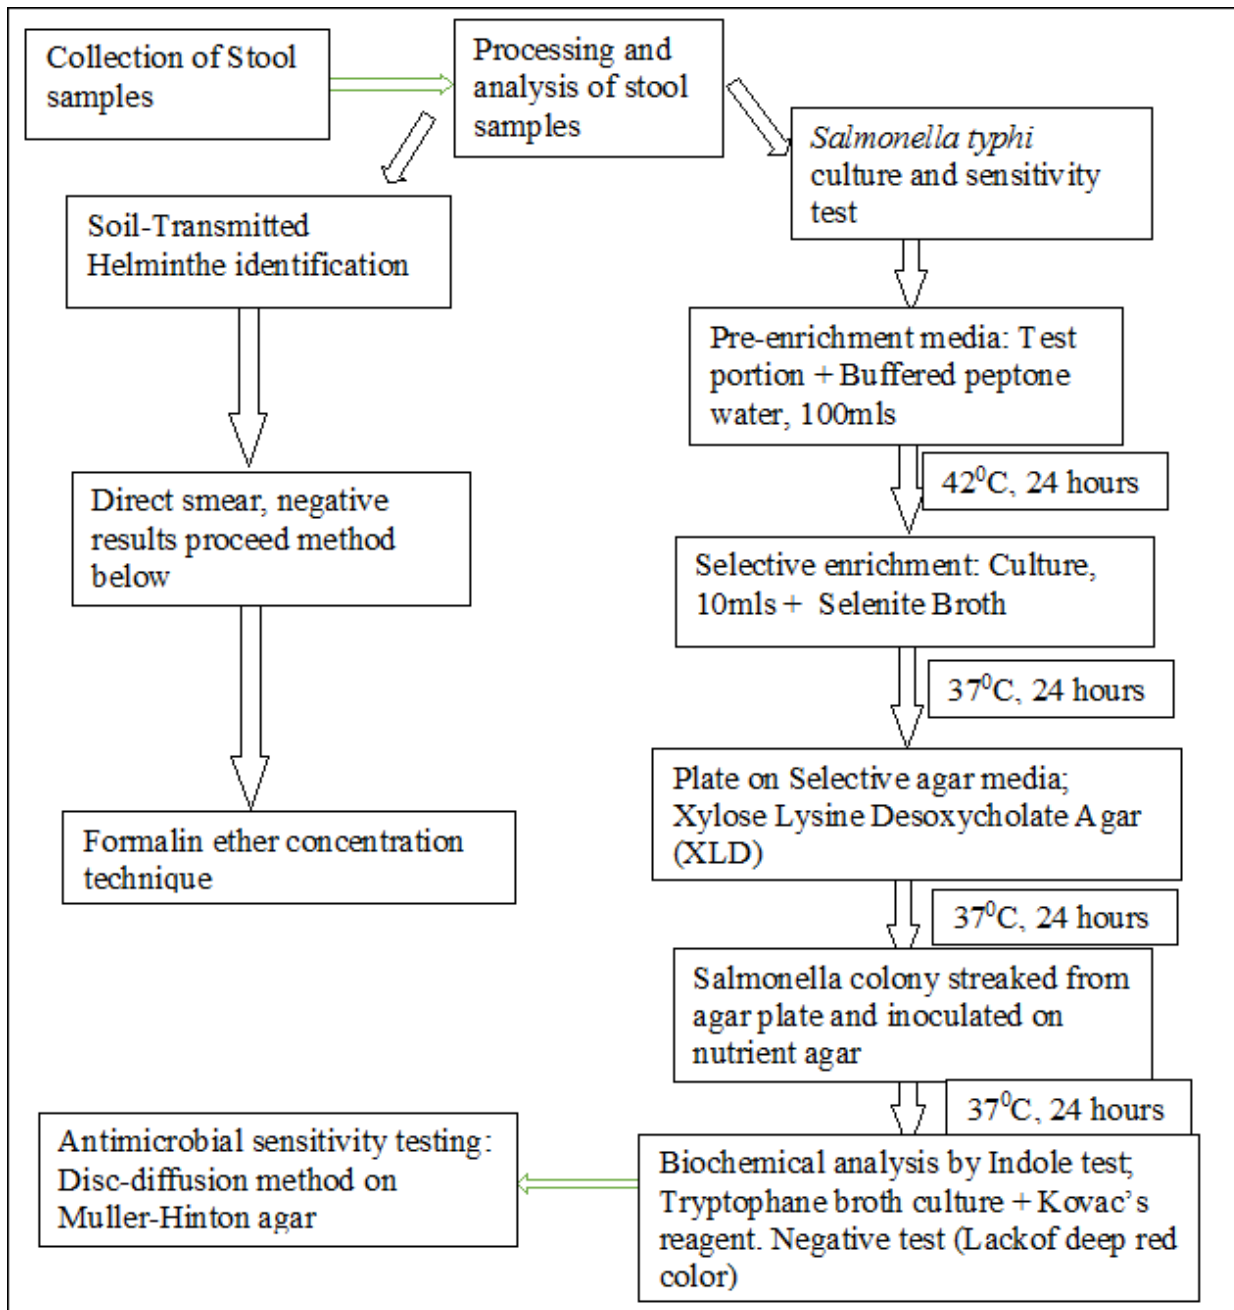 Collection of Stool
samples
Processing and
analysis of stool
samples
Salmonella typhi
culture and sensitivity
test
Soil-Transmitted
Helminthe identification
Pre-enrichment media: Test
portion + Buffered peptone
water, 100mls
42⁰C, 24 hours
Direct smear, negative
results proceed method
below
Selective enrichment: Culture,
10mls + Selenite Broth
37⁰C, 24 hours
Plate on Selective agar media;
Xylose Lysine Desoxycholate Agar
(XLD)
Formalin ether concentration
technique
37⁰C, 24 hours
Salmonella colony streaked from
agar plate and inoculated on
nutrient agar
37⁰C, 24 hours
Biochemical analysis by Indole test;
Tryptophane broth culture + Kovac’s
reagent. Negative test (Lackof deep red
color)
Antimicrobial sensitivity testing:
Disc-diffusion method on
Muller-Hinton agar